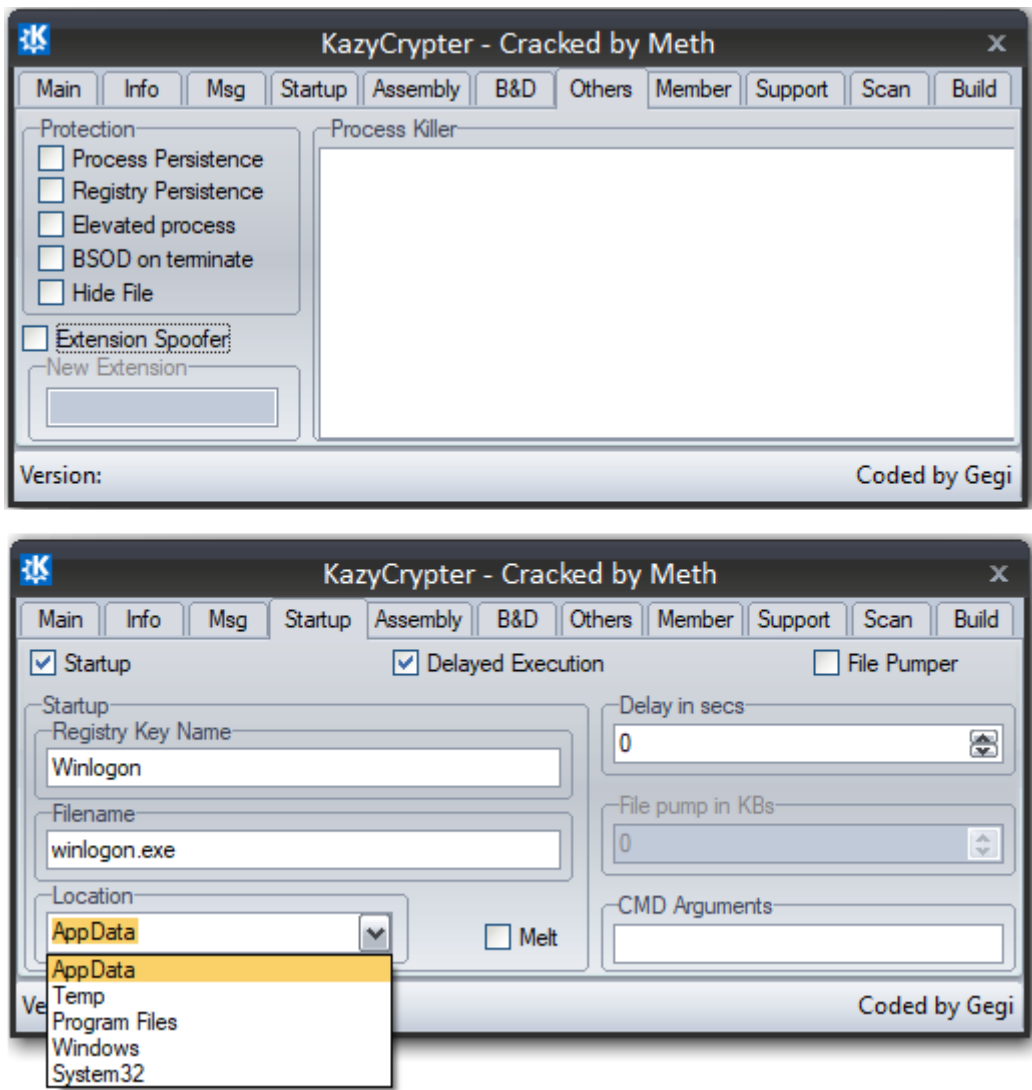 KazyCrypter - Cracked by Meth
x
Main Info Msg Startup Assembly B&D Others Member Support Scan Build
Protection
Process Persistence
Registry Persistence
Elevated process
BSOD on terminate
Hide File
Extension Spoofer
New Extension
Process Killer
Version:
Coded by Gegi
KazyCrypter - Cracked by Meth
x
Main Info Msg Startup Assembly B&D Others Member Support Scan Build
Startup
Delayed Execution
File Pumper
Startup
Registry Key Name
Winlogon
Filename
winlogon.exe
Location
AppData
AppData
Temp
Program Files
Windows
System32
Melt
Delay in secs
0
File pump in KBs
0
CMD Arguments
Ve
Coded by Gegi